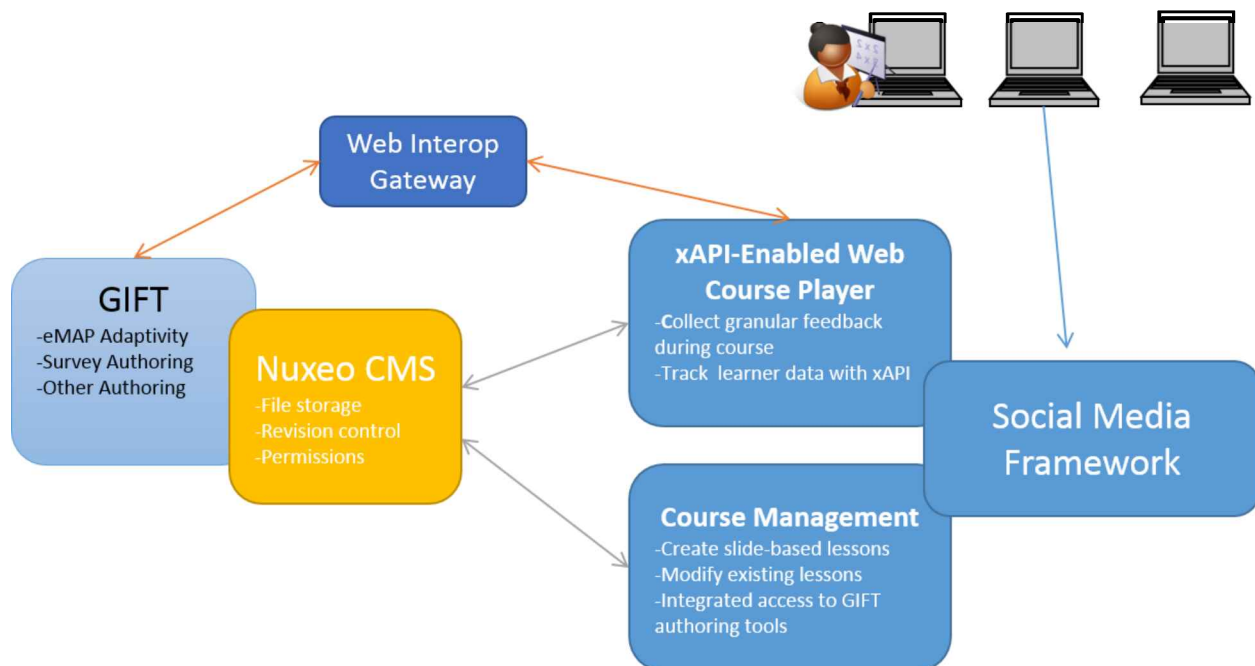 Web Interop
Gateway
GIFT
-eMAP Adaptivity
-Survey Authoring
-Other Authoring
Nuxeo CMS
-File storage
-Revision control
-Permissions
xAPI-Enabled Web
Course Player
-Collect granular feedback
during course
-Track learner data with xAPI
Social Media
Framework
Course Management
-Create slide-based lessons
-Modify existing lessons
-Integrated access to GIFT
authoring tools